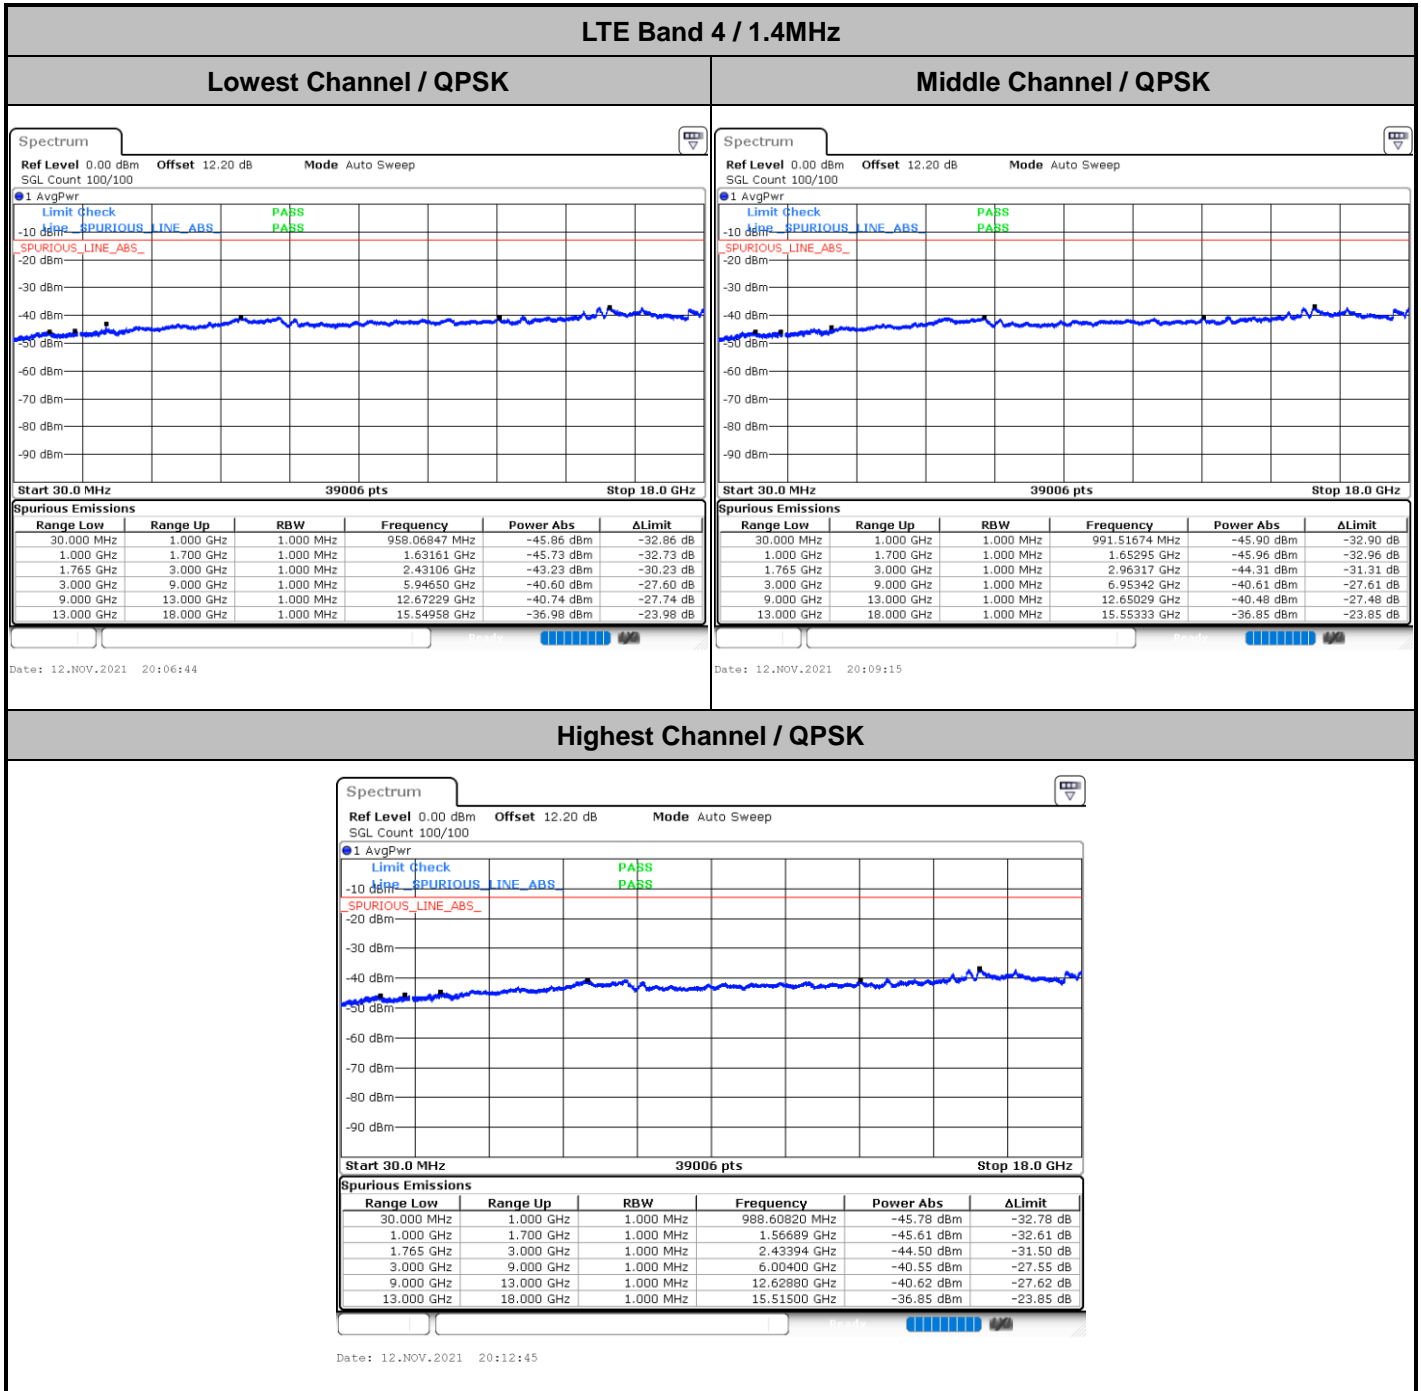 LTE Band 4 / 1.4MHz
Lowest Channel / QPSK
Spectrum
Ref Level 0.00 dBm Offset 12.20 dB Mode Auto Sweep
SGL Count 100/100
1 AvgPwr
Limit Check PASS
Line _SPURIOUS_LINE_ABS_ PASS
-10 dBm
_SPURIOUS_LINE_ABS_
-20 dBm
-30 dBm
-40 dBm
-50 dBm
-60 dBm
-70 dBm
-80 dBm
-90 dBm
Start 30.0 MHz 39006 pts Stop 18.0 GHz
Spurious Emissions
Range Low Range Up RBW Frequency Power Abs ΔLimit
30.000 MHz 1.000 GHz 1.000 MHz 958.06847 MHz -45.86 dBm -32.86 dB
1.000 GHz 1.700 GHz 1.000 MHz 1.63161 GHz -45.73 dBm -32.73 dB
1.765 GHz 3.000 GHz 1.000 MHz 2.43106 GHz -43.23 dBm -30.23 dB
3.000 GHz 9.000 GHz 1.000 MHz 5.94650 GHz -40.60 dBm -27.60 dB
9.000 GHz 13.000 GHz 1.000 MHz 12.67229 GHz -40.74 dBm -27.74 dB
13.000 GHz 18.000 GHz 1.000 MHz 15.54958 GHz -36.98 dBm -23.98 dB
Ready
Date: 12.NOV.2021 20:06:44
Middle Channel / QPSK
Spectrum
Ref Level 0.00 dBm Offset 12.20 dB Mode Auto Sweep
SGL Count 100/100
1 AvgPwr
Limit Check PASS
Line _SPURIOUS_LINE_ABS_ PASS
-10 dBm
_SPURIOUS_LINE_ABS_
-20 dBm
-30 dBm
-40 dBm
-50 dBm
-60 dBm
-70 dBm
-80 dBm
-90 dBm
Start 30.0 MHz 39006 pts Stop 18.0 GHz
Spurious Emissions
Range Low Range Up RBW Frequency Power Abs ΔLimit
30.000 MHz 1.000 GHz 1.000 MHz 991.51674 MHz -45.90 dBm -32.90 dB
1.000 GHz 1.700 GHz 1.000 MHz 1.65295 GHz -45.96 dBm -32.96 dB
1.765 GHz 3.000 GHz 1.000 MHz 2.96317 GHz -44.31 dBm -31.31 dB
3.000 GHz 9.000 GHz 1.000 MHz 6.95342 GHz -40.61 dBm -27.61 dB
9.000 GHz 13.000 GHz 1.000 MHz 12.65029 GHz -40.48 dBm -27.48 dB
13.000 GHz 18.000 GHz 1.000 MHz 15.55333 GHz -36.85 dBm -23.85 dB
Ready
Date: 12.NOV.2021 20:09:15
Highest Channel / QPSK
Spectrum
Ref Level 0.00 dBm Offset 12.20 dB Mode Auto Sweep
SGL Count 100/100
1 AvgPwr
Limit Check PASS
Line _SPURIOUS_LINE_ABS_ PASS
-10 dBm
_SPURIOUS_LINE_ABS_
-20 dBm
-30 dBm
-40 dBm
-50 dBm
-60 dBm
-70 dBm
-80 dBm
-90 dBm
Start 30.0 MHz 39006 pts Stop 18.0 GHz
Spurious Emissions
Range Low Range Up RBW Frequency Power Abs ΔLimit
30.000 MHz 1.000 GHz 1.000 MHz 988.60820 MHz -45.78 dBm -32.78 dB
1.000 GHz 1.700 GHz 1.000 MHz 1.56689 GHz -45.61 dBm -32.61 dB
1.765 GHz 3.000 GHz 1.000 MHz 2.43394 GHz -44.50 dBm -31.50 dB
3.000 GHz 9.000 GHz 1.000 MHz 6.00400 GHz -40.55 dBm -27.55 dB
9.000 GHz 13.000 GHz 1.000 MHz 12.62880 GHz -40.62 dBm -27.62 dB
13.000 GHz 18.000 GHz 1.000 MHz 15.51500 GHz -36.85 dBm -23.85 dB
Ready
Date: 12.NOV.2021 20:12:45